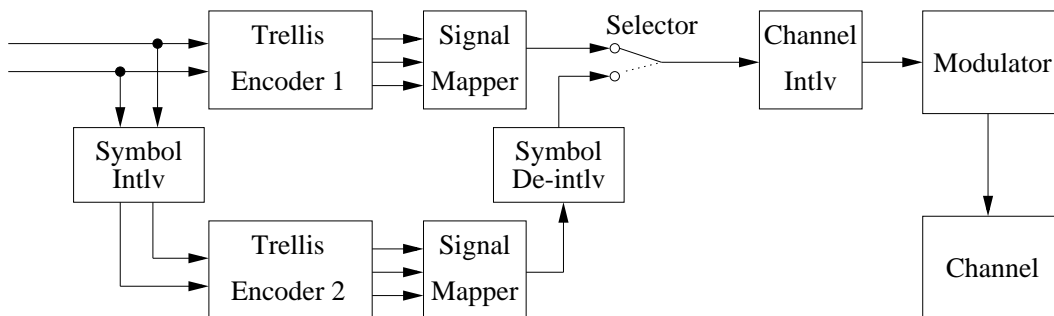 Trellis
Encoder 1
Signal
Mapper
Selector
Channel
Intlv
Modulator
Symbol
Intlv
Symbol
De-intlv
Trellis
Encoder 2
Signal
Mapper
Channel